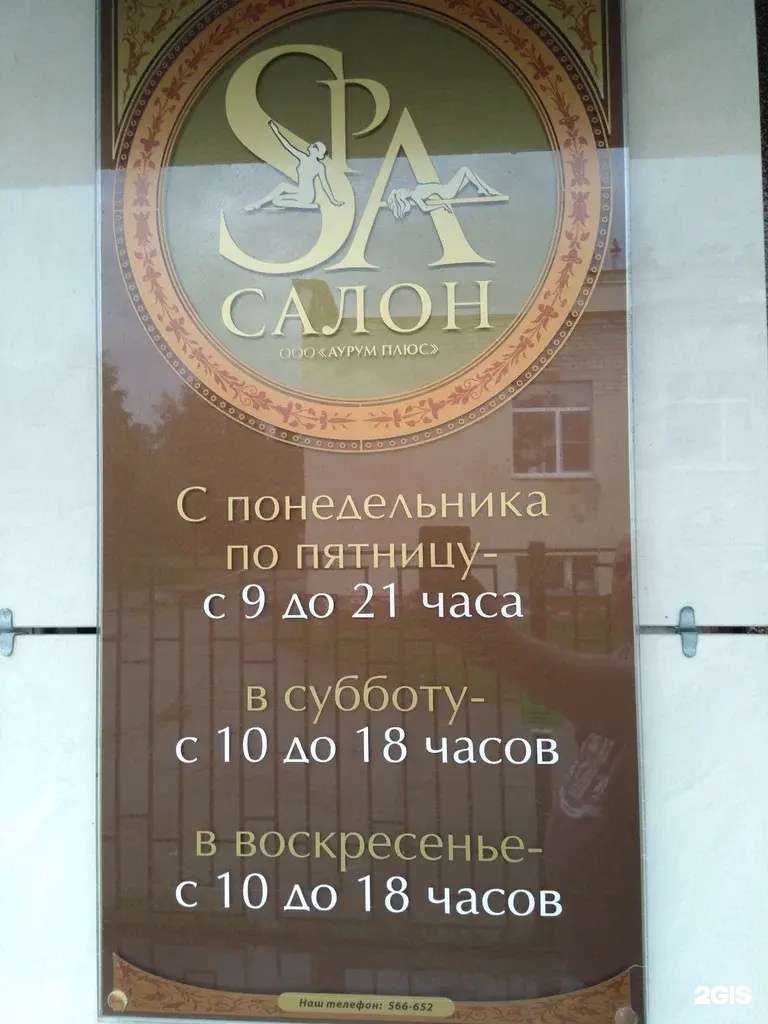 SPA
САЛОН
ООО «АУРУМ ПЛЮС»
С понедельника
по пятницу-
с 9 до 21 часа
в субботу-
с 10 до 18 часов
в воскресенье-
с 10 до 18 часов
Наш телефон: 566-652
2GIS